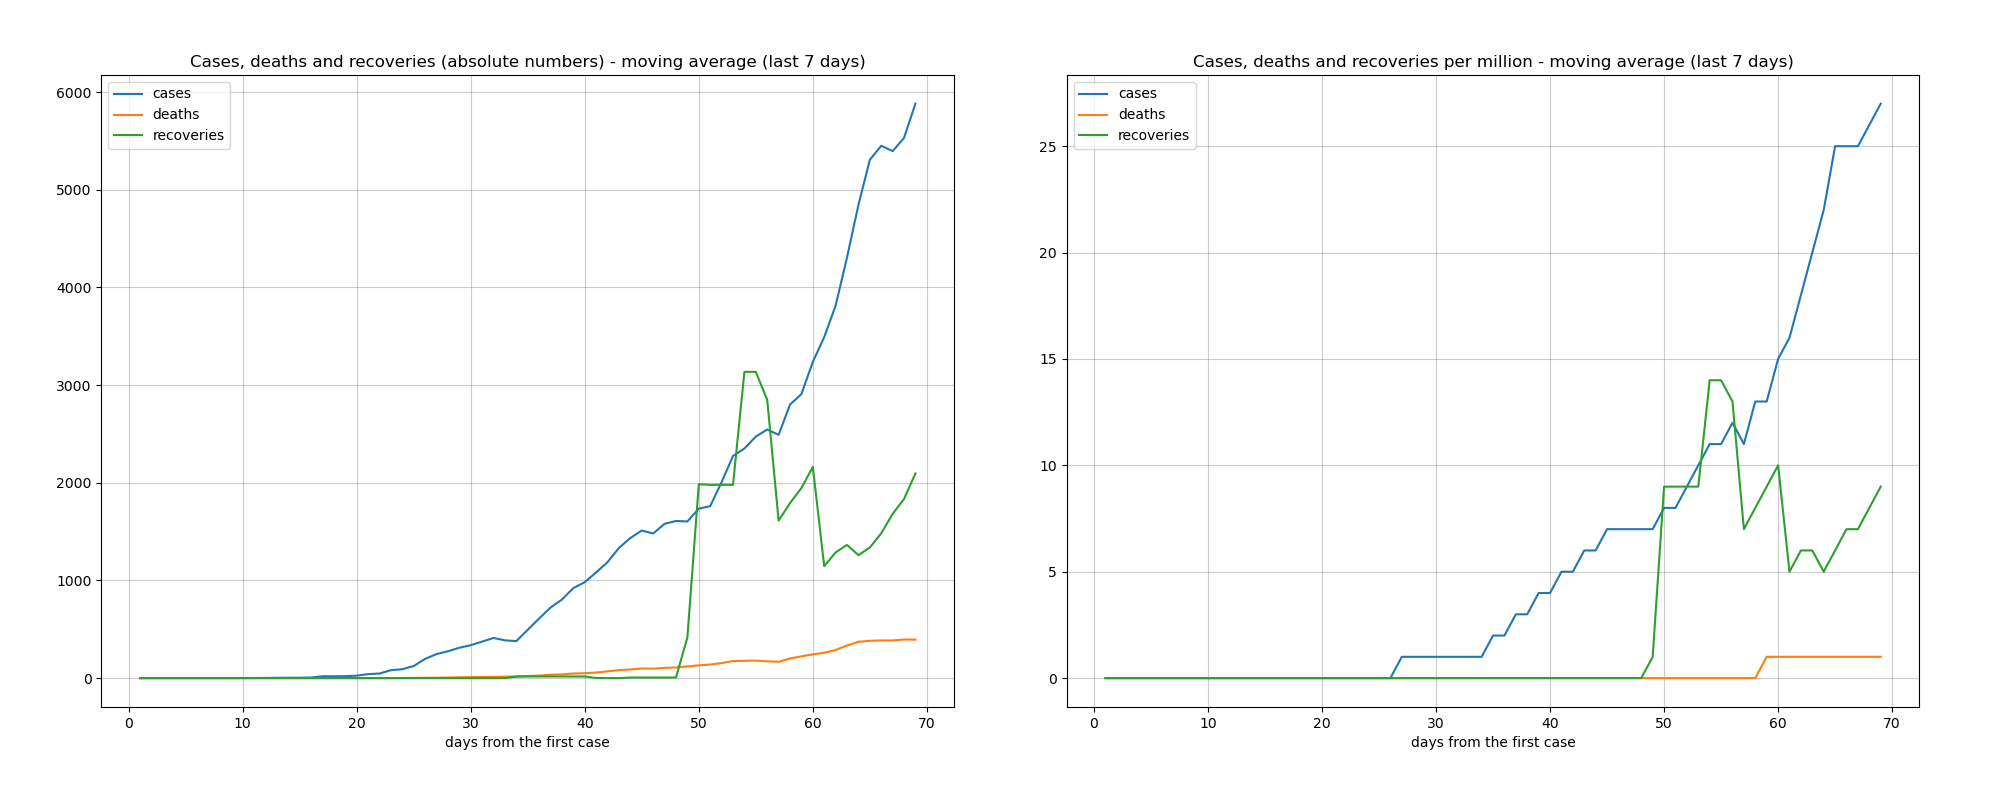 Cases, deaths and recoveries (absolute numbers) - moving average (last 7 days)
cases
deaths
recoveries
6000
5000
4000
3000
2000
1000
0
0 10 20 30 40 50 60 70
days from the first case
Cases, deaths and recoveries per million - moving average (last 7 days)
cases
deaths
recoveries
25
20
15
10
5
0
0 10 20 30 40 50 60 70
days from the first case